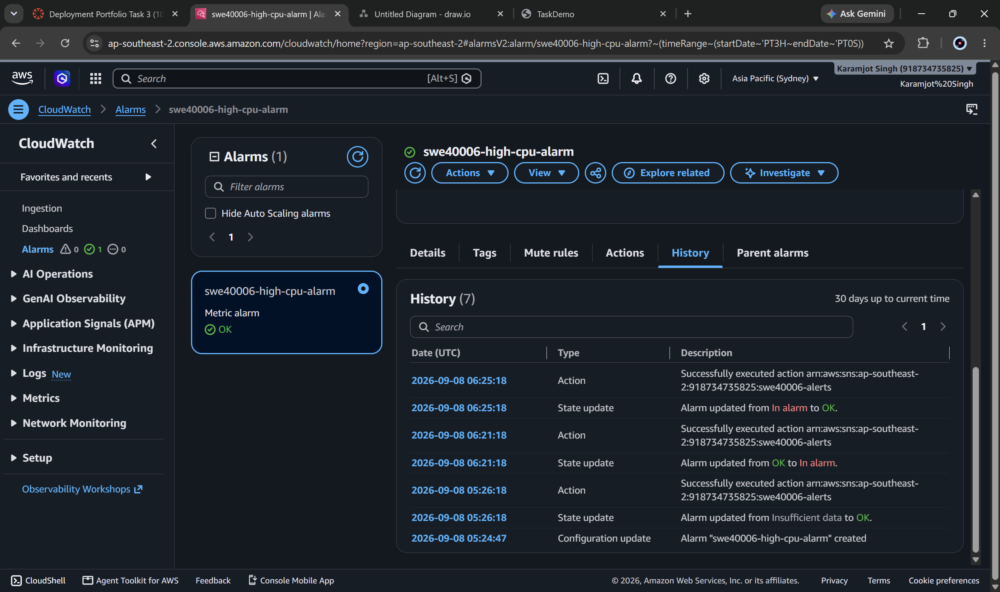 Deployment Portfolio Task 3 (10
swe40006-high-cpu-alarm | Ala
Untitled Diagram - draw.io
TaskDemo
Ask Gemini
ap-southeast-2.console.aws.amazon.com/cloudwatch/home?region=ap-southeast-2#alarmsV2:alarm/swe40006-high-cpu-alarm?~(timeRange~(startDate~'PT3H~endDate~'PT0S))
aws
Search
[Alt+S]
Asia Pacific (Sydney)
Karamjot Singh (918734735825)
Karamjot%20Singh
CloudWatch
Alarms
swe40006-high-cpu-alarm
CloudWatch
Favorites and recents
Ingestion
Dashboards
Alarms 0 1 0
AI Operations
GenAI Observability
Application Signals (APM)
Infrastructure Monitoring
Logs New
Metrics
Network Monitoring
Setup
Observability Workshops
Alarms (1)
Filter alarms
Hide Auto Scaling alarms
1
swe40006-high-cpu-alarm
Metric alarm
OK
swe40006-high-cpu-alarm
Actions
View
Explore related
Investigate
Details
Tags
Mute rules
Actions
History
Parent alarms
History (7)
30 days up to current time
Search
1
Date (UTC) Type Description
2026-09-08 06:25:18 Action Successfully executed action arn:aws:sns:ap-southeast-
2:918734735825:swe40006-alerts
2026-09-08 06:25:18 State update Alarm updated from In alarm to OK.
2026-09-08 06:21:18 Action Successfully executed action arn:aws:sns:ap-southeast-
2:918734735825:swe40006-alerts
2026-09-08 06:21:18 State update Alarm updated from OK to In alarm.
2026-09-08 05:26:18 Action Successfully executed action arn:aws:sns:ap-southeast-
2:918734735825:swe40006-alerts
2026-09-08 05:26:18 State update Alarm updated from Insufficient data to OK.
2026-09-08 05:24:47 Configuration update Alarm "swe40006-high-cpu-alarm" created
CloudShell
Agent Toolkit for AWS
Feedback
Console Mobile App
© 2026, Amazon Web Services, Inc. or its affiliates.
Privacy
Terms
Cookie preferences